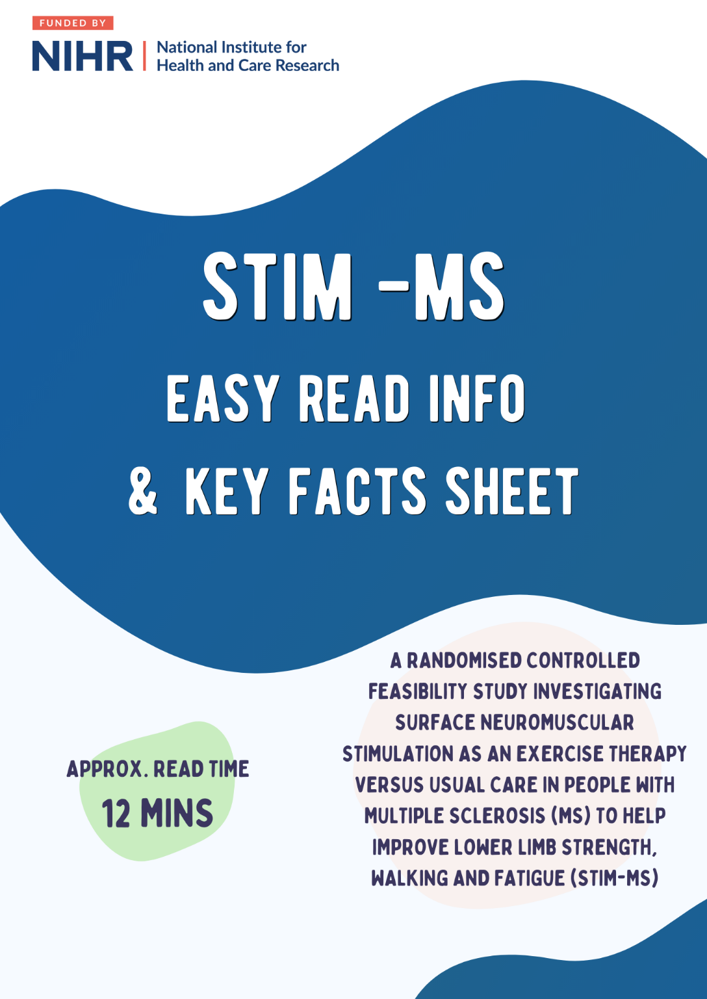 FUNDED BY
NIHR | National Institute for
Health and Care Research
STIM -MS
EASY READ INFO
& KEY FACTS SHEET
A RANDOMISED CONTROLLED
FEASIBILITY STUDY INVESTIGATING
SURFACE NEUROMUSCULAR
STIMULATION AS AN EXERCISE THERAPY
VERSUS USUAL CARE IN PEOPLE WITH
MULTIPLE SCLEROSIS (MS) TO HELP
IMPROVE LOWER LIMB STRENGTH,
WALKING AND FATIGUE (STIM-MS)
APPROX. READ TIME
12 MINS